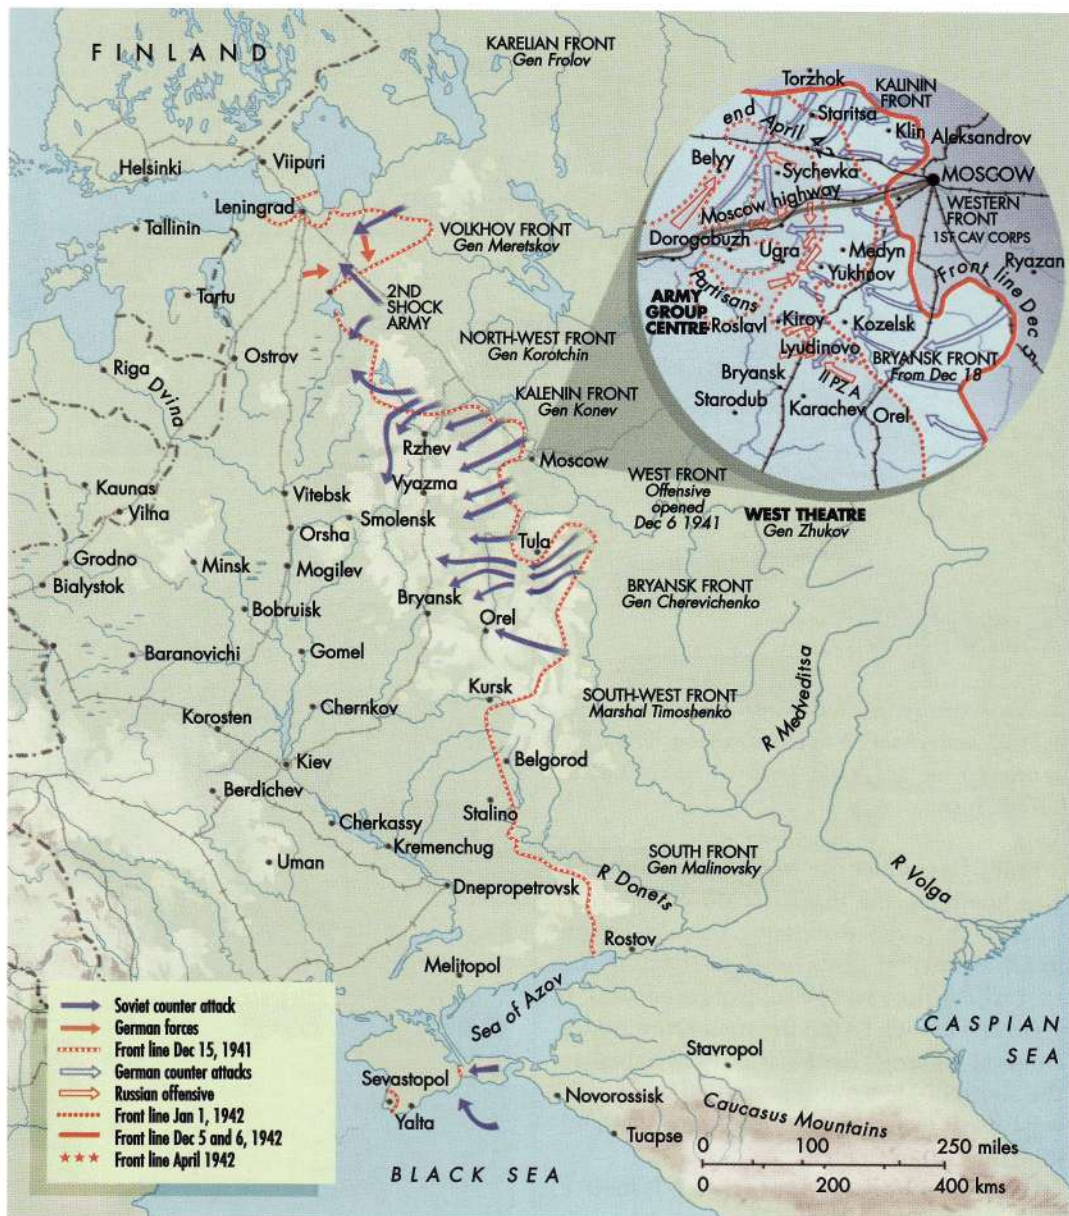 FINLAND
KARELIAN FRONT
Gen Frolov
Helsinki
Viipuri
Leningrad
Tallinin
VOLKHOV FRONT
Gen Meretskov
Tartu
2ND
SHOCK
ARMY
NORTH-WEST FRONT
Gen Korotchin
Ostrov
Riga
Dvina
KALENIN FRONT
Gen Konev
Rzhev
Moscow
Vyazma
WEST FRONT
Offensive
opened
Dec 6 1941
WEST THEATRE
Gen Zhukov
Kaunas
Vilna
Vitebsk
Smolensk
Orsha
Tula
Grodno
Minsk
Mogilev
Bialystok
BRYANSK FRONT
Gen Cherevichenko
Bobruisk
Bryansk
Orel
Baranovichi
Gomel
Kursk
SOUTH-WEST FRONT
Marshal Timoshenko
R Medveditsa
Korosten
Chernkov
Kiev
Belgorod
Berdichev
Stalino
Cherkassy
Kremenchug
Uman
SOUTH FRONT
Gen Malinovsky
R Donets
R Volga
Dnepropetrovsk
Rostov
Melitopol
Sea of Azov
CASPIAN
SEA
Stavropol
Sevastopol
Yalta
Novorossisk
Caucasus Mountains
Tuapse
BLACK SEA
0 100 250 miles
0 200 400 kms
Soviet counter attack
German forces
Front line Dec 15, 1941
German counter attacks
Russian offensive
Front line Jan 1, 1942
Front line Dec 5 and 6, 1942
Front line April 1942
Torzhok
KALININ
FRONT
end April 42
Staritsa
Klin
Aleksandrov
Belyy
Sychevka
MOSCOW
Moscow highway
WESTERN
FRONT
1ST CAV CORPS
Dorogobuzh
Ugra
Medyn
Ryazan
Yukhnov
Partisans
Front line Dec 5
ARMY
GROUP
CENTRE
Roslavl
Kirov
Kozelsk
Lyudinovo
BRYANSK FRONT
From Dec 18
Bryansk
II PZ A
Starodub
Karachev
Orel